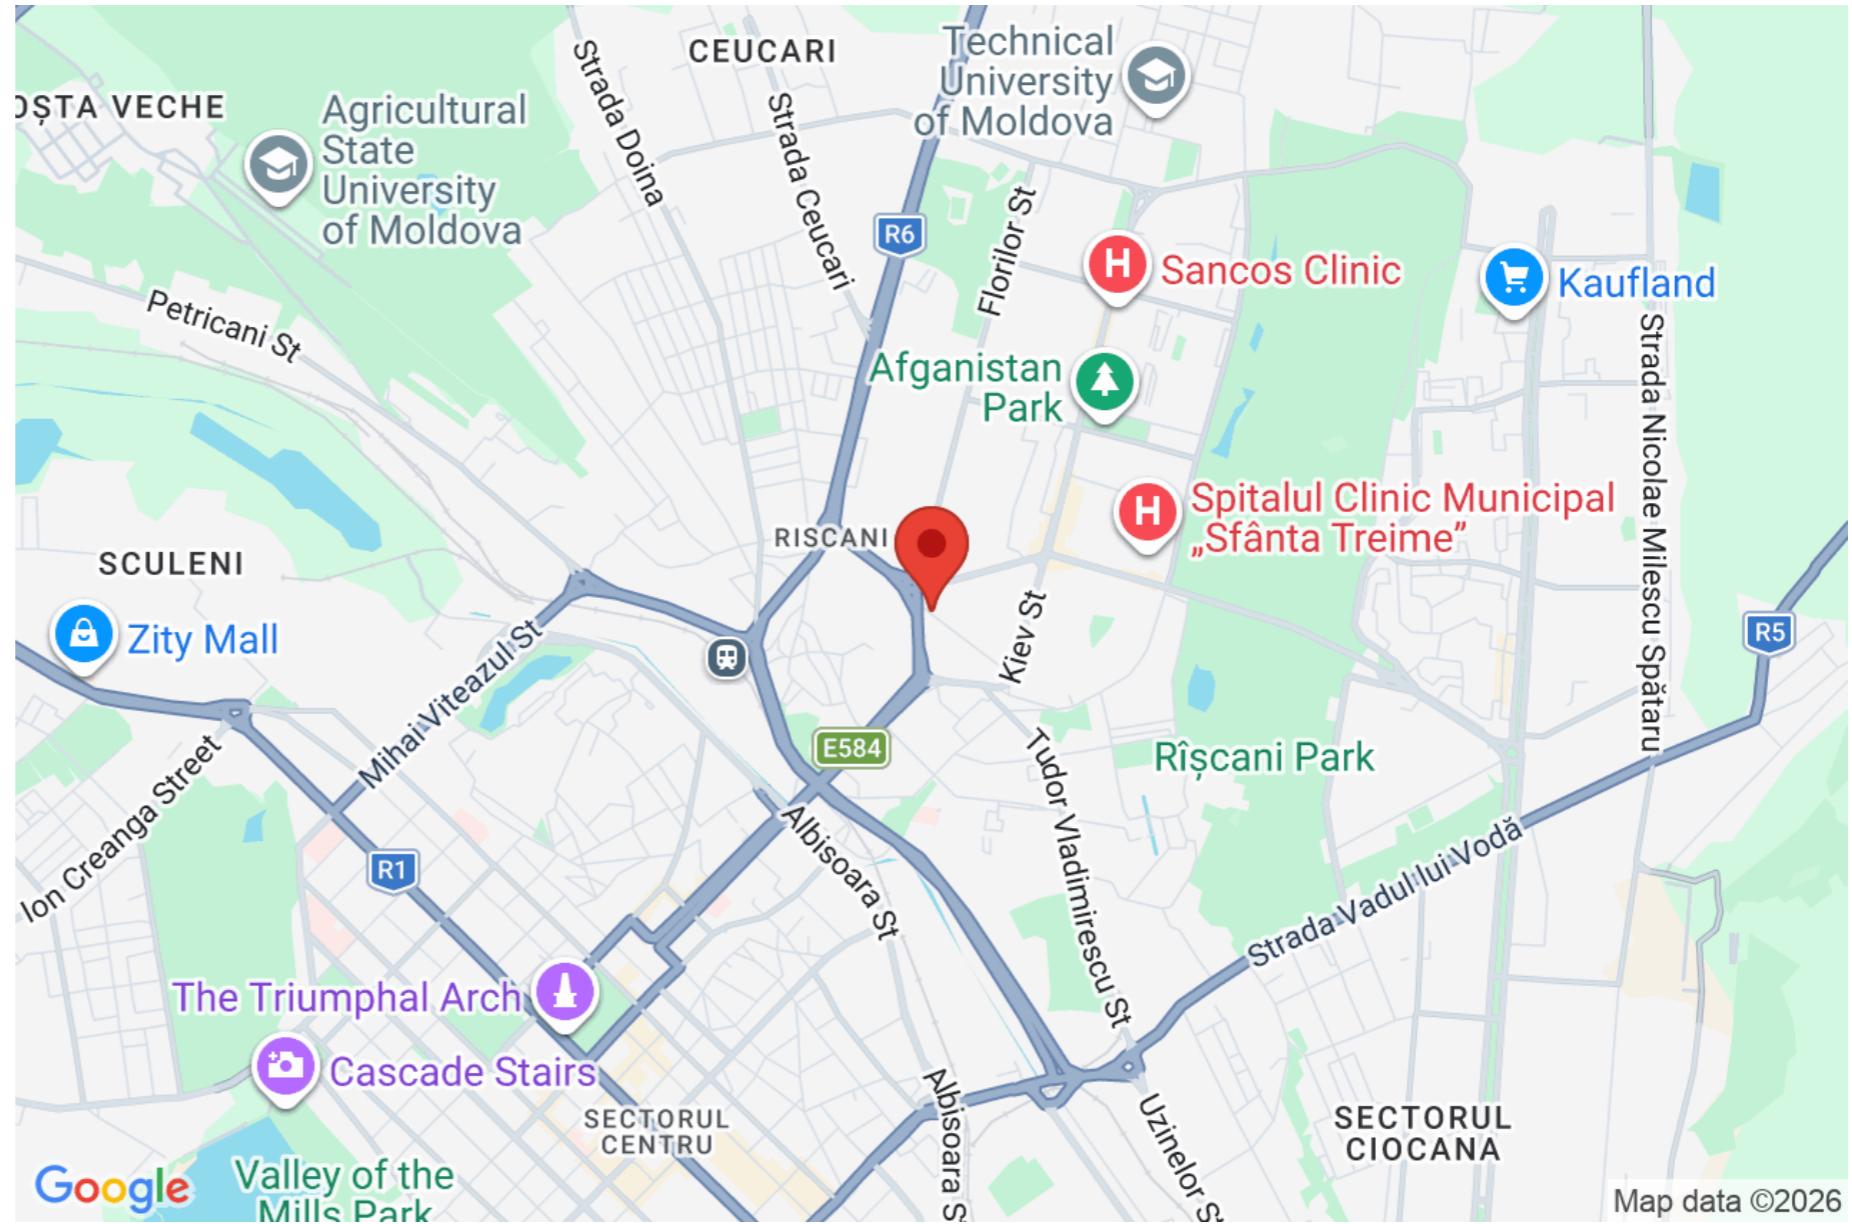 CEUCARI
Technical
University
of Moldova
OȘTA VECHE
Agricultural
State
University
of Moldova
Strada Doina
Strada Ceucari
R6
Florilor St
Sancos Clinic
Kaufland
Petricani St
Afganistan
Park
Strada Nicolae Milescu Spătaru
Spitalul Clinic Municipal
„Sfânta Treime”
RISCANI
SCULENI
Zity Mall
Kiev St
R5
Mihai Viteazul St
E584
Rîșcani Park
Ion Creanga Street
Tudor Vladimirescu St
Albisoara St
R1
Strada Vadul lui Vodă
The Triumphal Arch
Cascade Stairs
SECTORUL
CENTRU
Albisoara S
Uzinelor St
SECTORUL
CIOCANA
Google
Valley of the
Mills Park
Map data ©2026